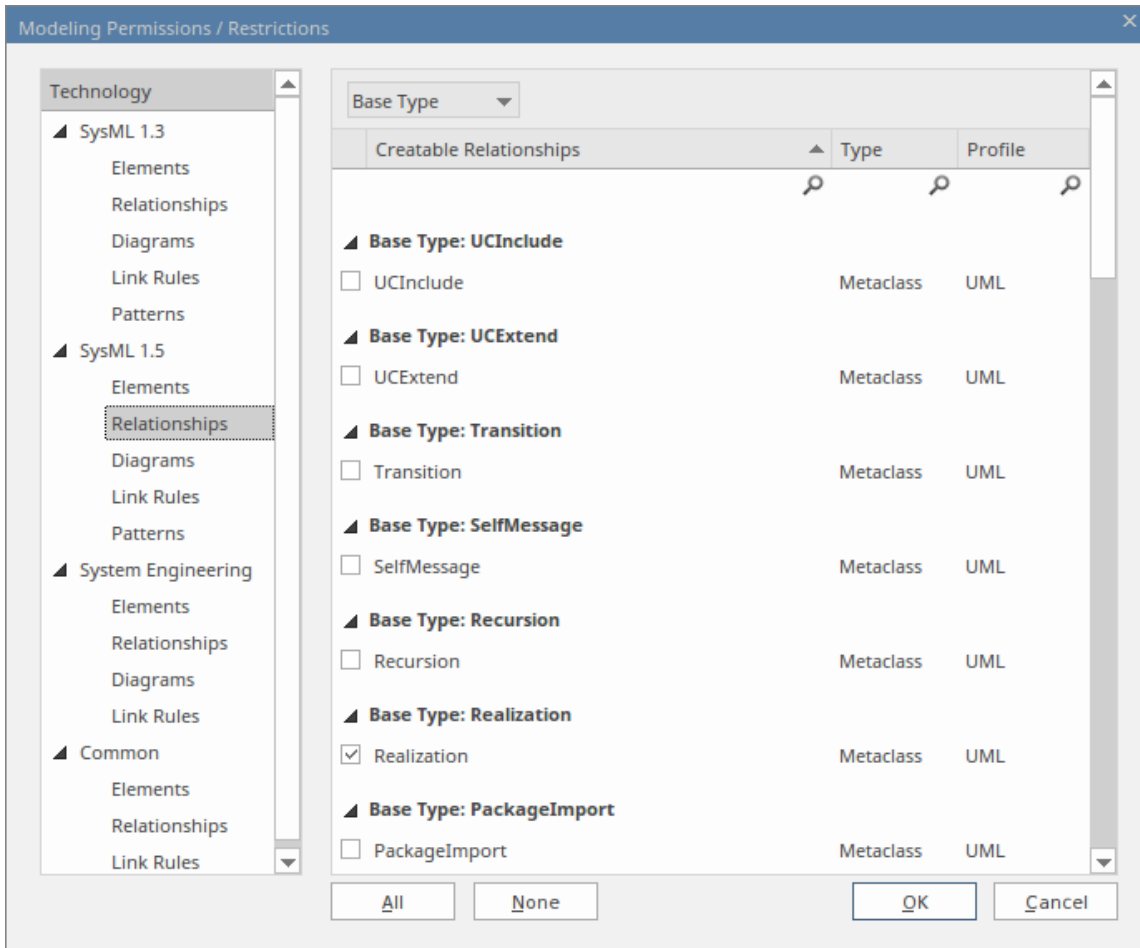 Modeling Permissions / Restrictions
Technology
SysML 1.3
Elements
Relationships
Diagrams
Link Rules
Patterns
SysML 1.5
Elements
Relationships
Diagrams
Link Rules
Patterns
System Engineering
Elements
Relationships
Diagrams
Link Rules
Common
Elements
Relationships
Link Rules
Base Type
Creatable Relationships Type Profile
Base Type: UCInclude
UCInclude Metaclass UML
Base Type: UCExtend
UCExtend Metaclass UML
Base Type: Transition
Transition Metaclass UML
Base Type: SelfMessage
SelfMessage Metaclass UML
Base Type: Recursion
Recursion Metaclass UML
Base Type: Realization
Realization Metaclass UML
Base Type: PackageImport
PackageImport Metaclass UML
All None OK Cancel